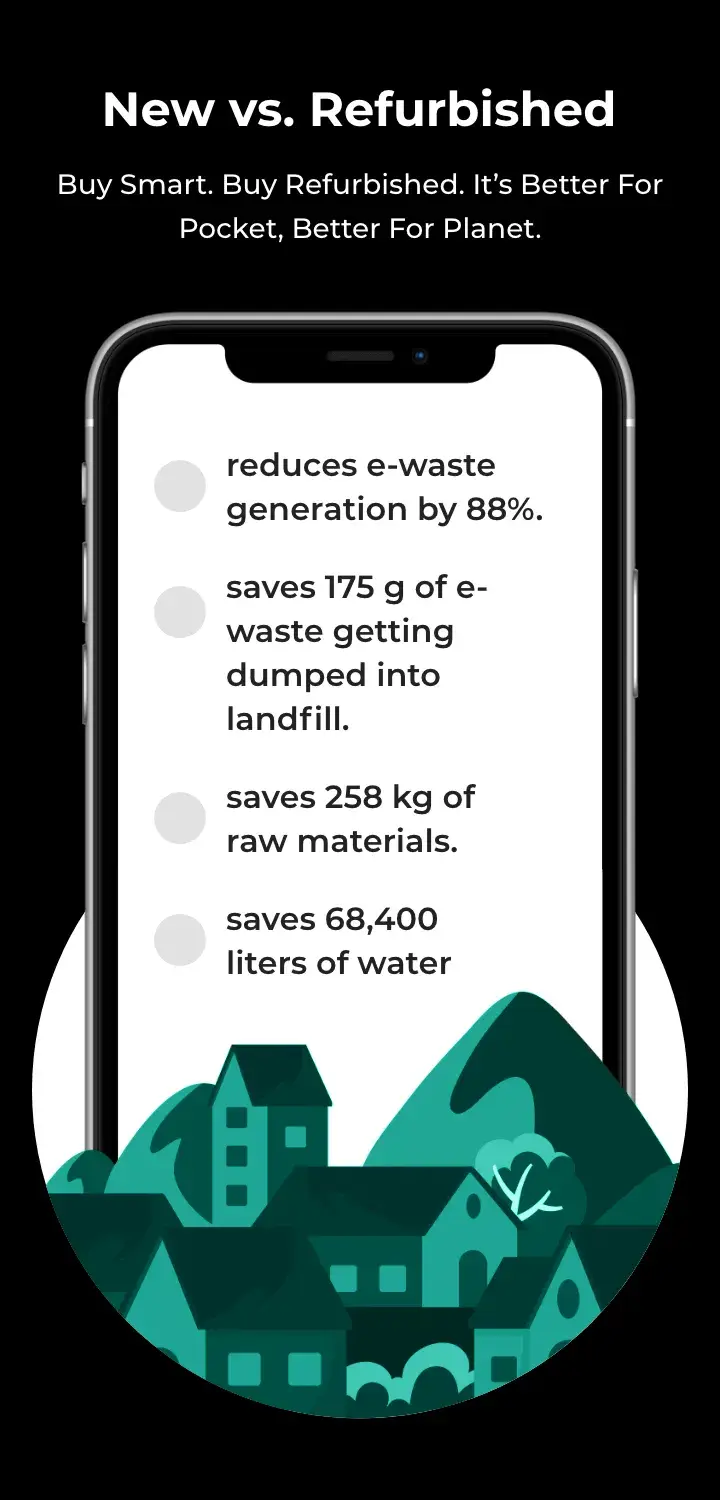 New vs. Refurbished
Buy Smart. Buy Refurbished. It’s Better For
Pocket, Better For Planet.
reduces e-waste
generation by 88%.
saves 175 g of e-
waste getting
dumped into
landfill.
saves 258 kg of
raw materials.
saves 68,400
liters of water